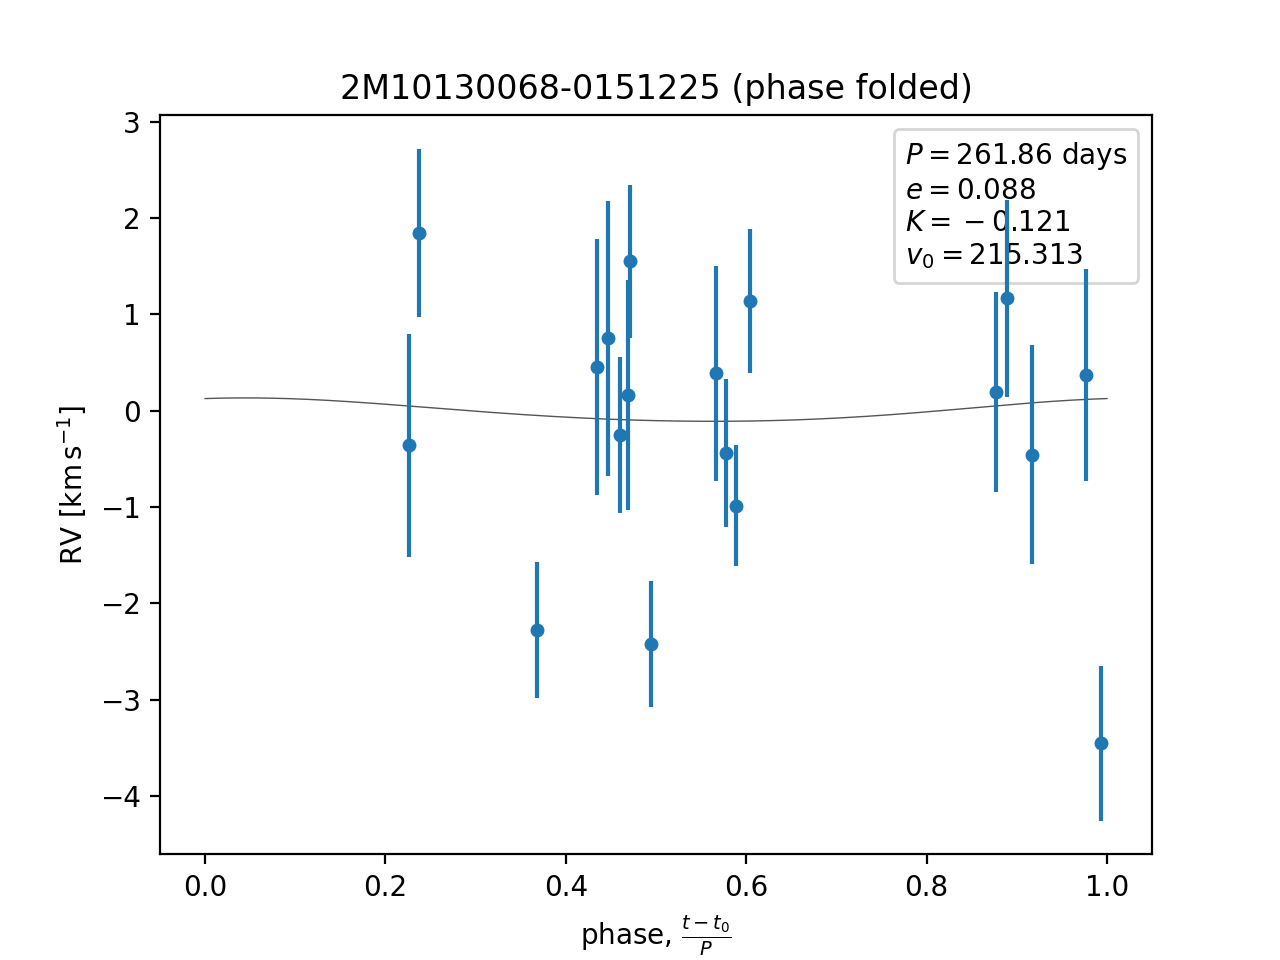 2M10130068-0151225 (phase folded)
P = 261.86 days
e = 0.088
K = −0.121
v₀ = 215.313
3
2
1
0
−1
−2
−3
−4
RV [km s⁻¹]
0.0 0.2 0.4 0.6 0.8 1.0
phase, (t − t₀)/P